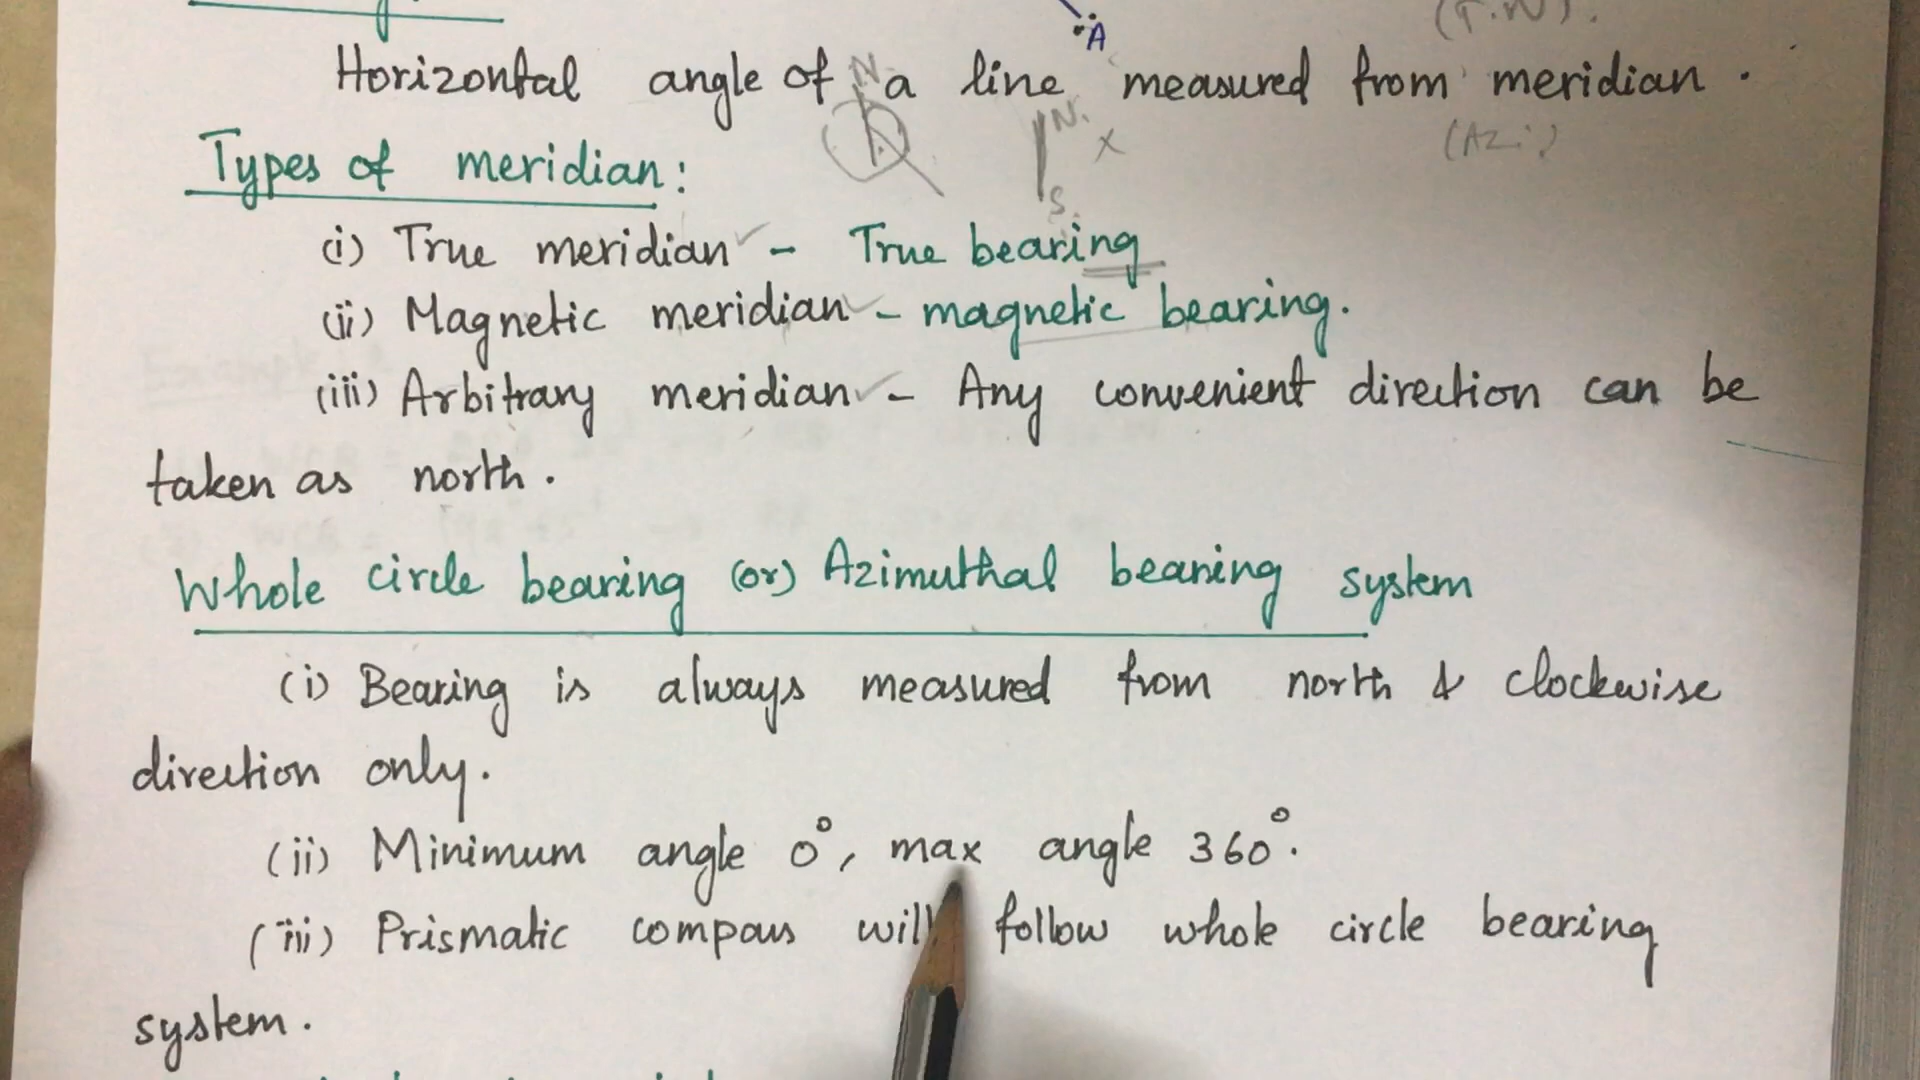 A
(T.N).
Horizontal angle of a line measured from meridian.
N
N.
S.
x
(Azi)
Types of meridian:
(i) True meridian - True bearing
(ii) Magnetic meridian - magnetic bearing.
(iii) Arbitrary meridian - Any convenient direction can be
taken as north.
Whole circle bearing (or) Azimuthal bearing system
(i) Bearing is always measured from north & clockwise
direction only.
(ii) Minimum angle 0°, max angle 360°.
(iii) Prismatic compass will follow whole circle bearing
system.